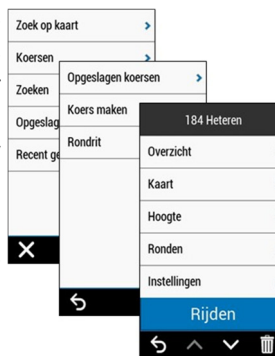 Zoek op kaart
Koersen
Zoeken
Opgeslag
Recent ge
Opgeslagen koersen
Koers maken
Rondrit
184 Heteren
Overzicht
Kaart
Hoogte
Ronden
Instellingen
Rijden